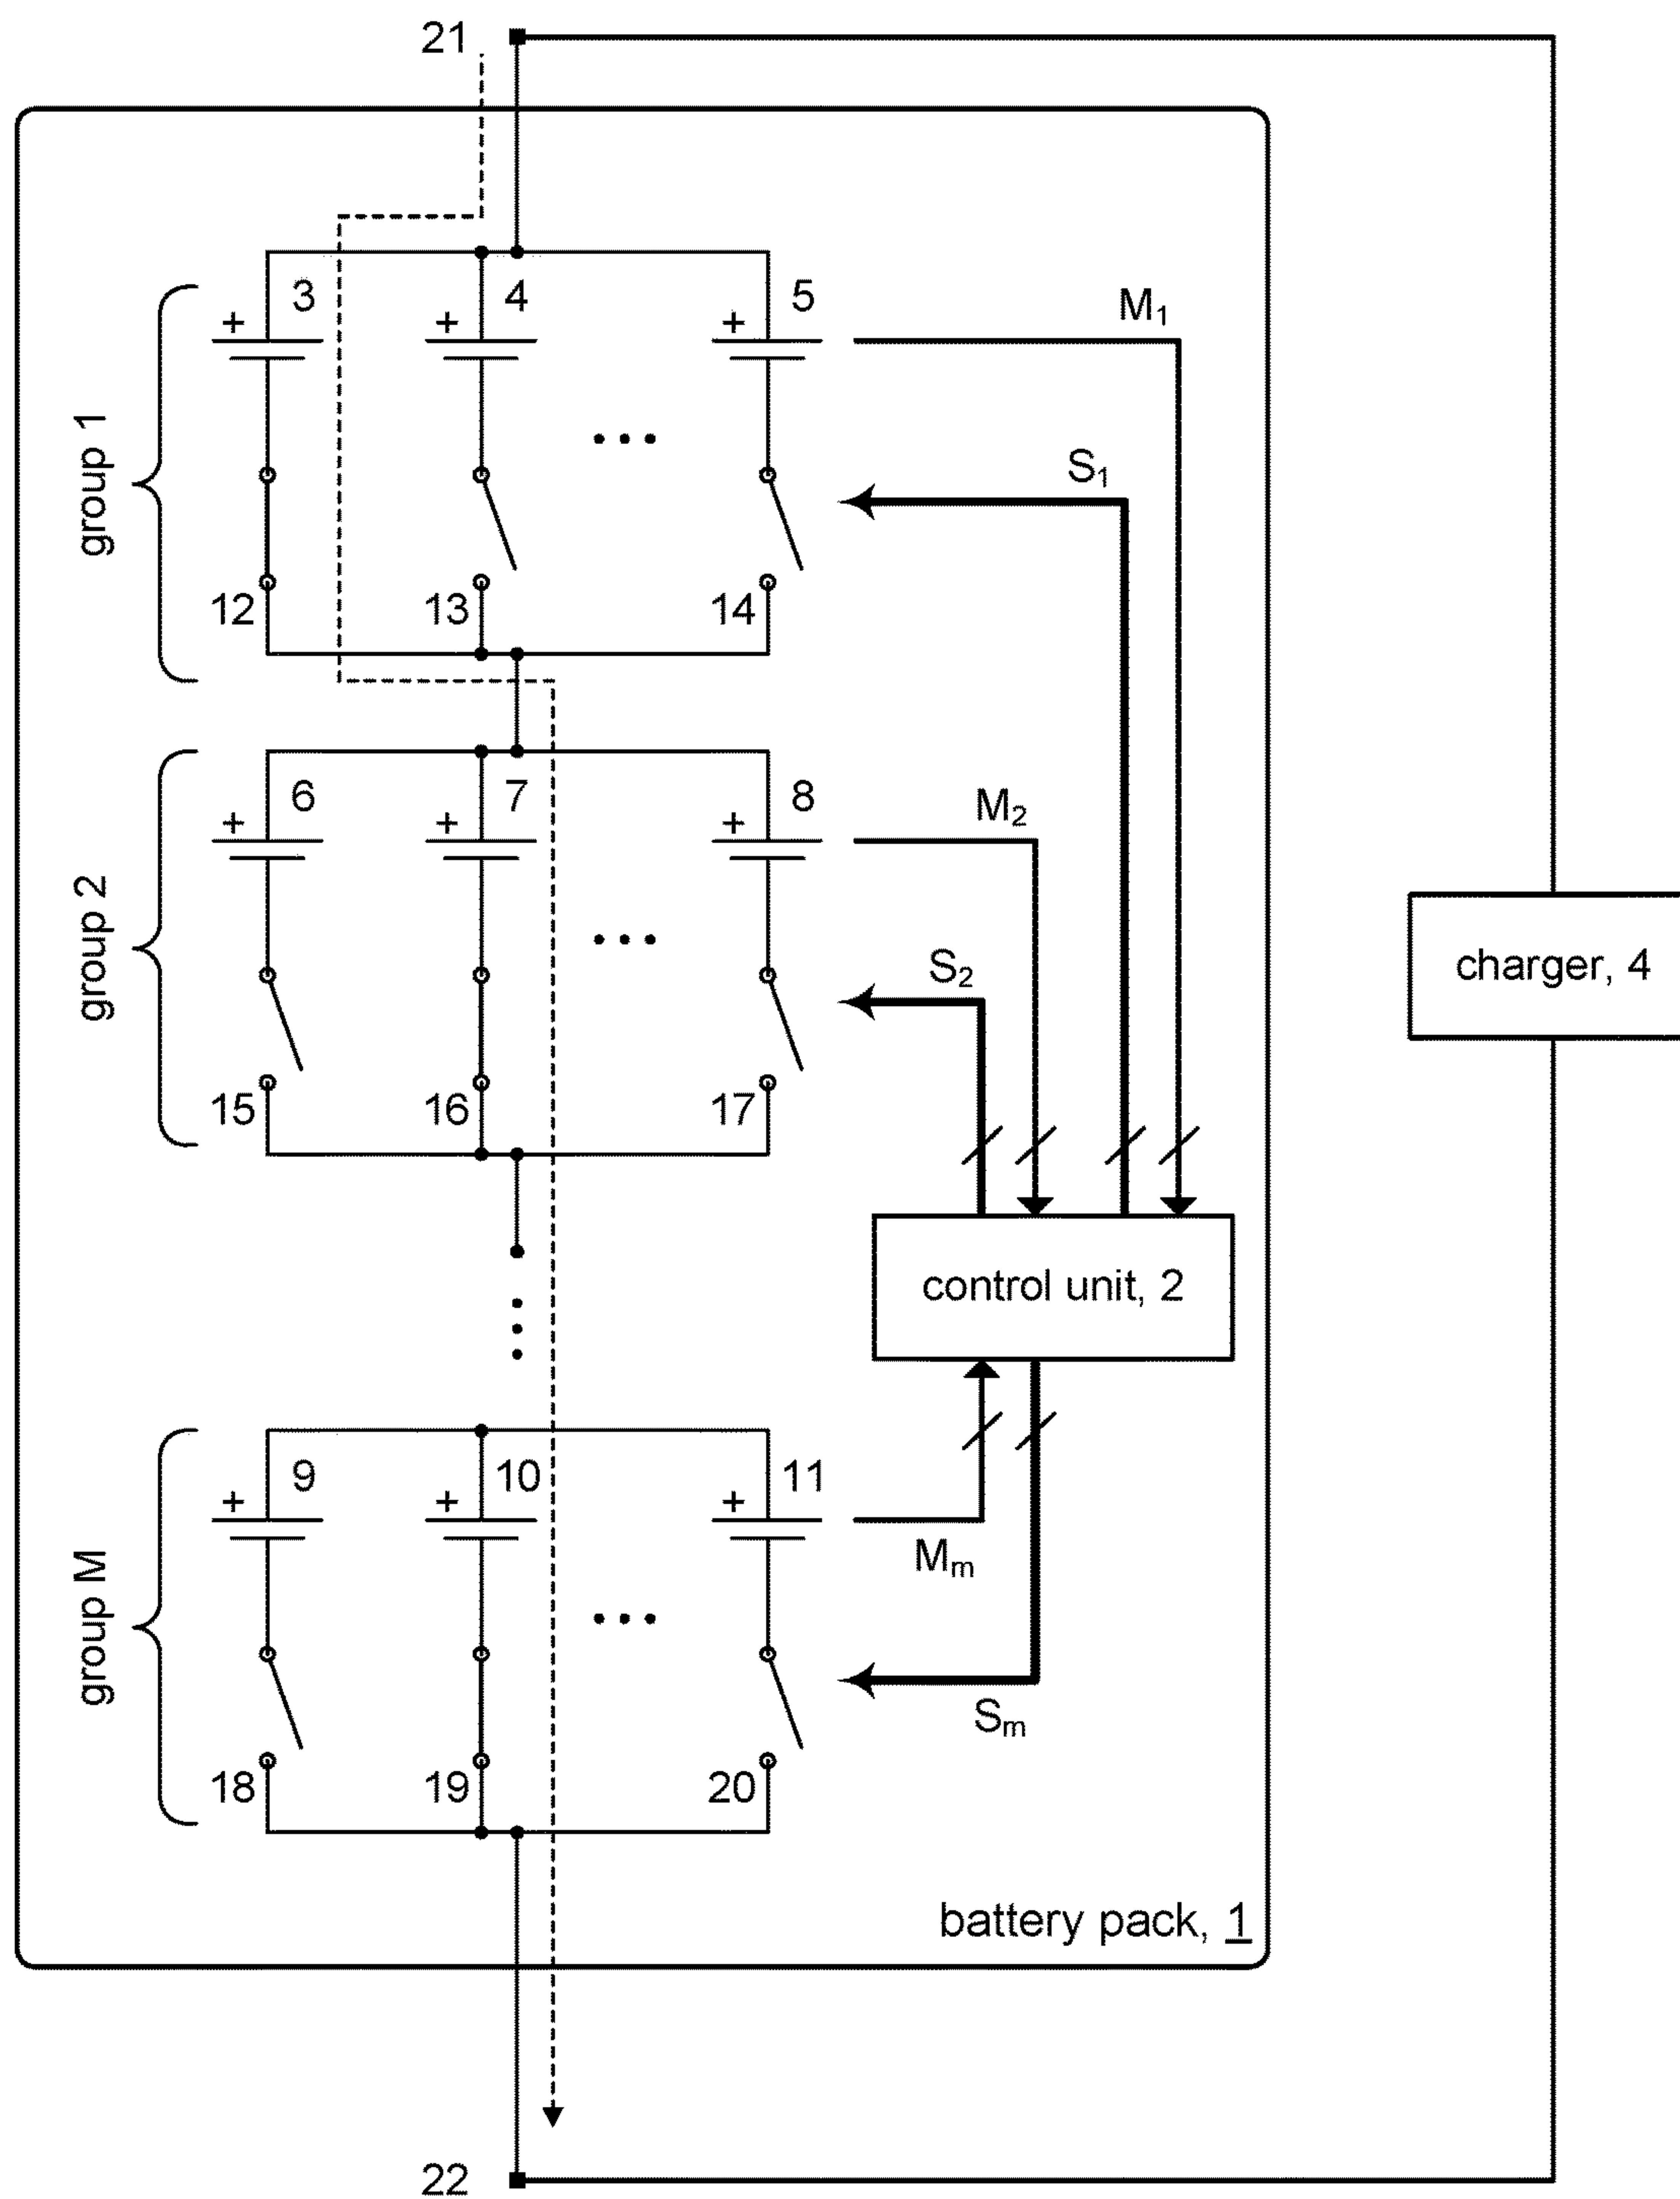 21
group 1
3
4
5
+
+
+
M₁
S₁
12
13
14
group 2
6
7
8
+
+
+
M₂
S₂
15
16
17
charger, 4
control unit, 2
group M
9
10
11
+
+
+
Mₘ
Sₘ
18
19
20
battery pack, 1
22